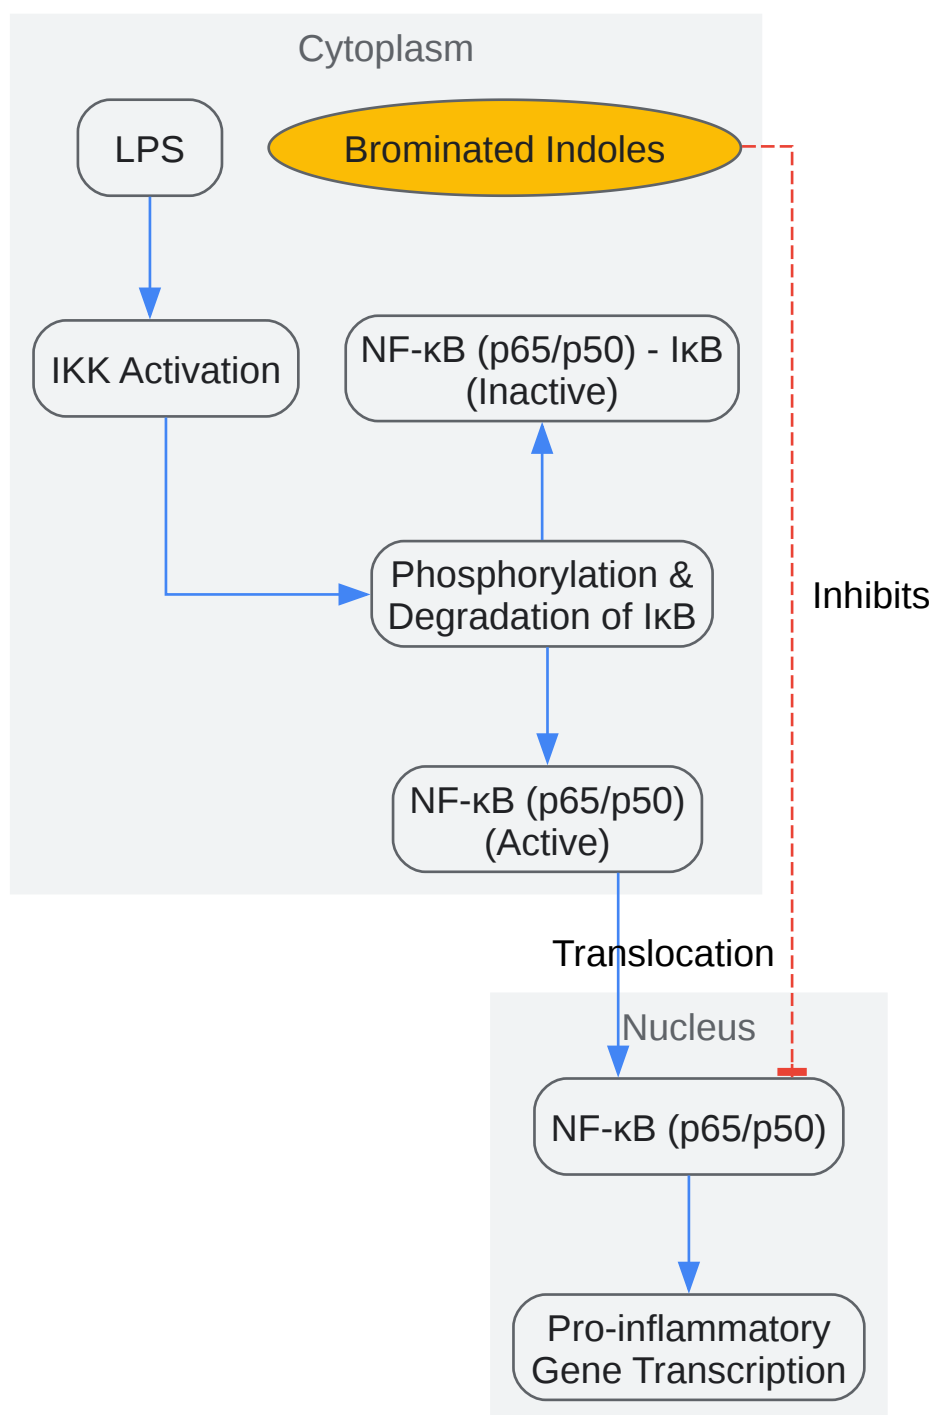 Cytoplasm
LPS
Brominated Indoles
IKK Activation
NF-κB (p65/p50) - IκB
(Inactive)
Phosphorylation &
Degradation of IκB
Inhibits
NF-κB (p65/p50)
(Active)
Translocation
Nucleus
NF-κB (p65/p50)
Pro-inflammatory
Gene Transcription